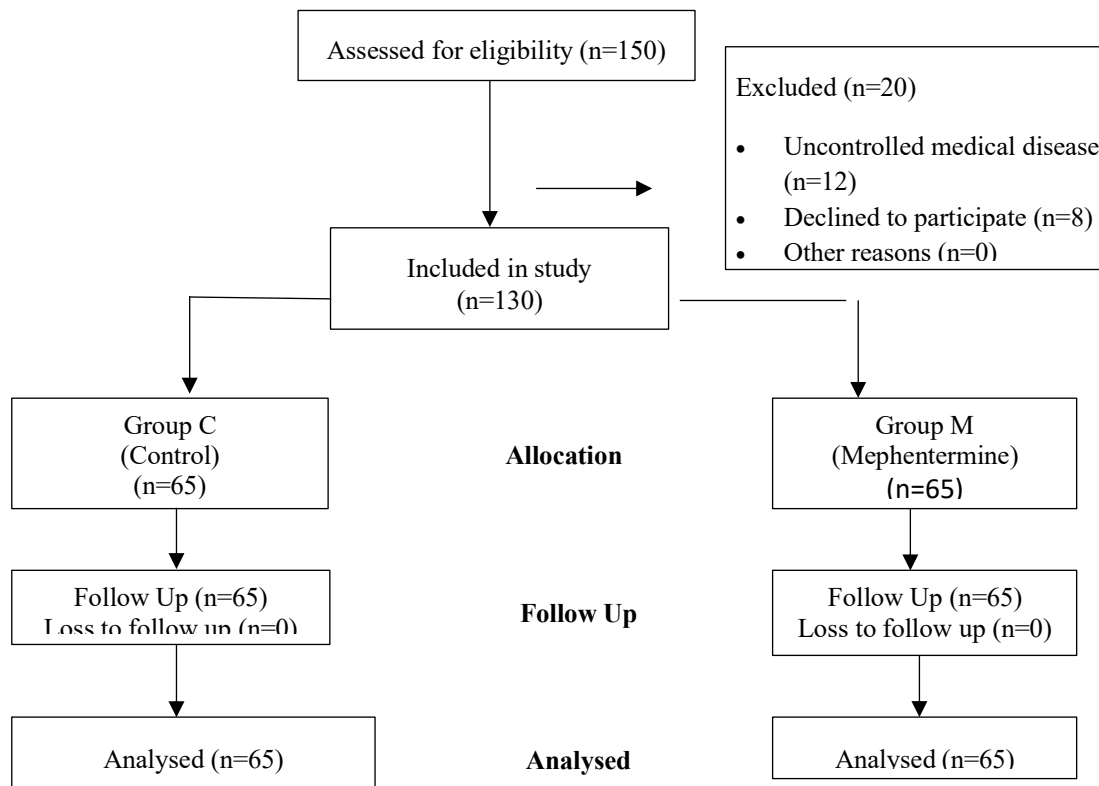 Assessed for eligibility (n=150)
Excluded (n=20)
• Uncontrolled medical disease
(n=12)
• Declined to participate (n=8)
• Other reasons (n=0)
Included in study
(n=130)
Group C
(Control)
(n=65)
Allocation
Group M
(Mephentermine)
(n=65)
Follow Up (n=65)
Loss to follow up (n=0)
Follow Up
Follow Up (n=65)
Loss to follow up (n=0)
Analysed (n=65)
Analysed
Analysed (n=65)